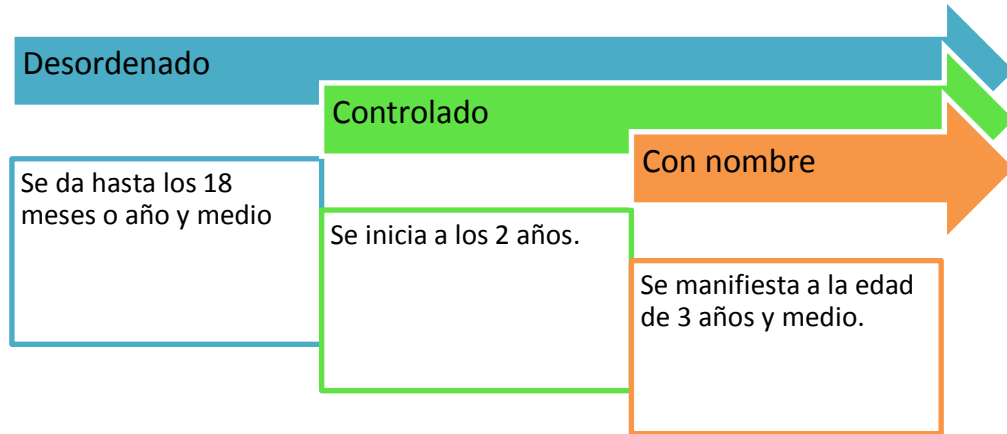 Desordenado
Controlado
Con nombre
Se da hasta los 18
meses o año y medio
Se inicia a los 2 años.
Se manifiesta a la edad
de 3 años y medio.